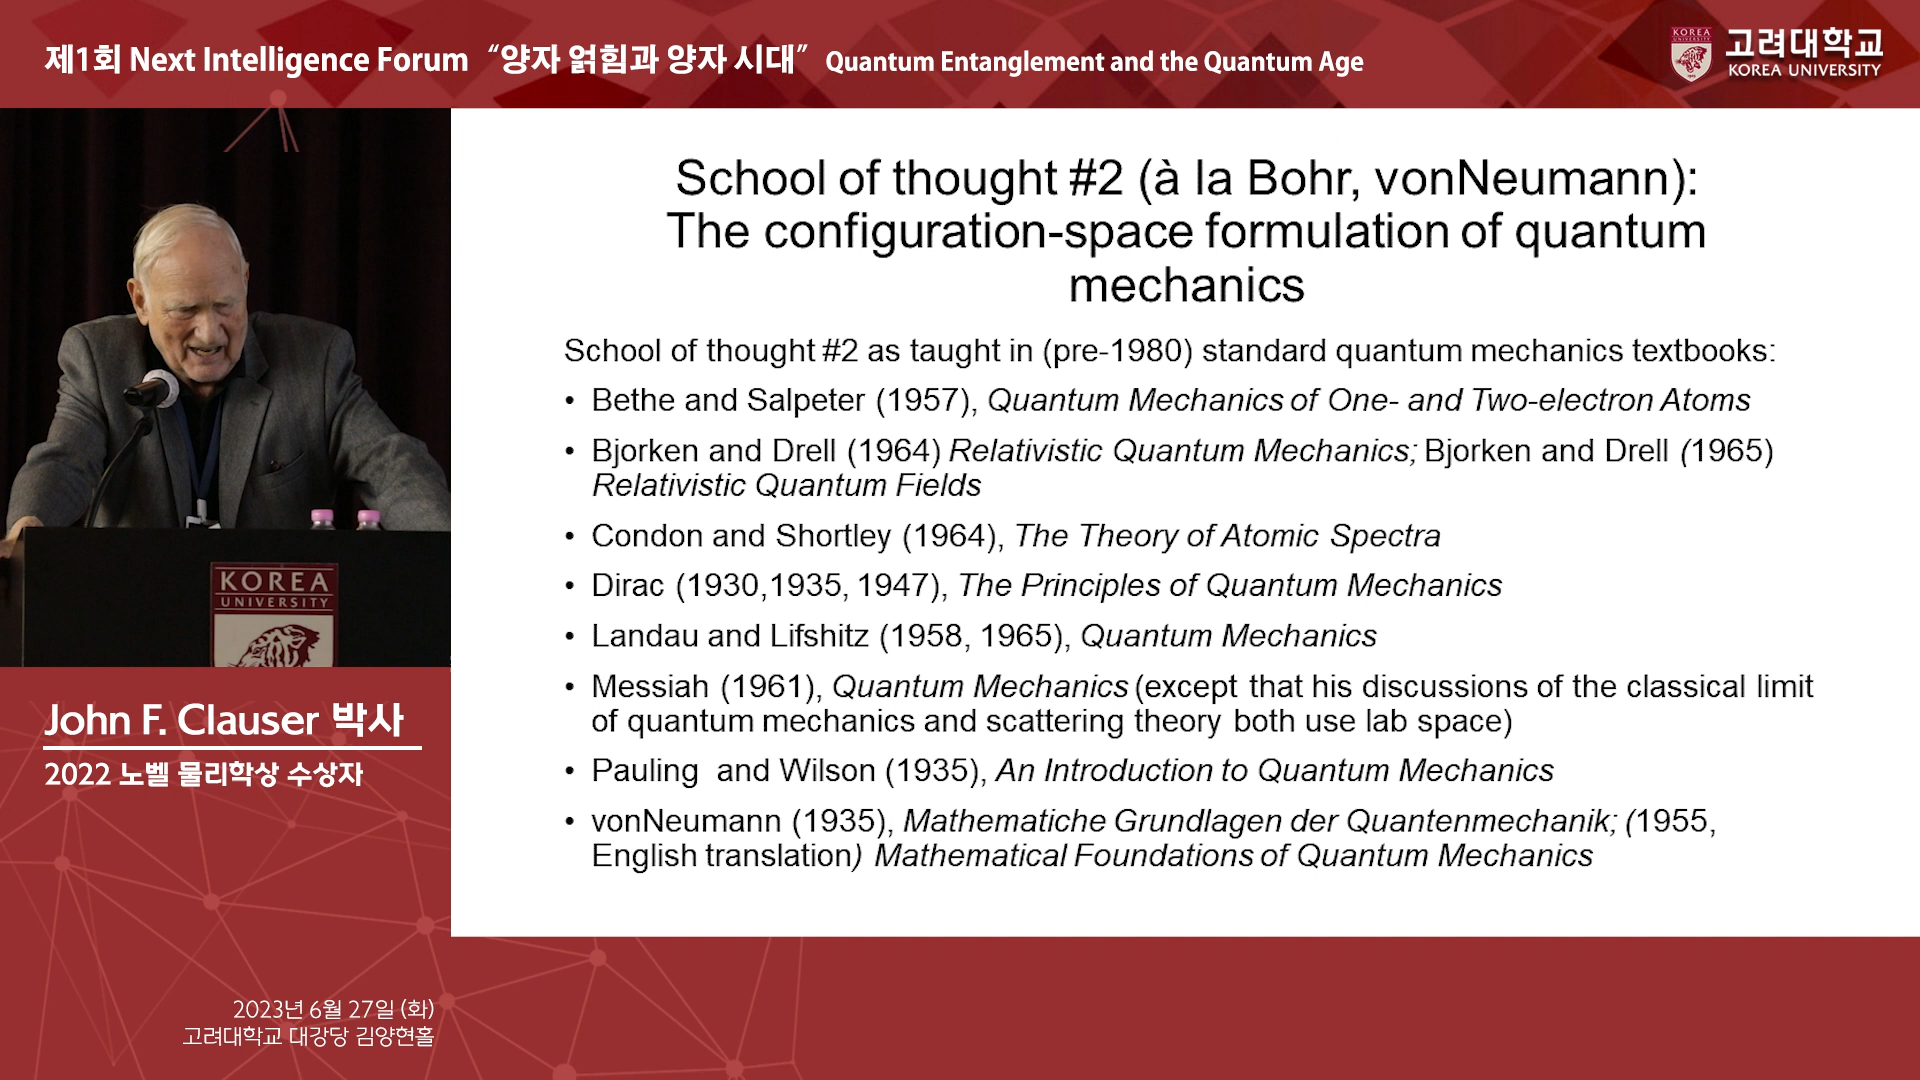 제1회 Next Intelligence Forum “양자 얽힘과 양자 시대” Quantum Entanglement and the Quantum Age
KOREA
UNIVERSITY
1905
고려대학교
KOREA UNIVERSITY
School of thought #2 (à la Bohr, vonNeumann):
The configuration-space formulation of quantum
mechanics
School of thought #2 as taught in (pre-1980) standard quantum mechanics textbooks:
• Bethe and Salpeter (1957), Quantum Mechanics of One- and Two-electron Atoms
• Bjorken and Drell (1964) Relativistic Quantum Mechanics; Bjorken and Drell (1965)
Relativistic Quantum Fields
• Condon and Shortley (1964), The Theory of Atomic Spectra
• Dirac (1930,1935, 1947), The Principles of Quantum Mechanics
• Landau and Lifshitz (1958, 1965), Quantum Mechanics
• Messiah (1961), Quantum Mechanics (except that his discussions of the classical limit
of quantum mechanics and scattering theory both use lab space)
• Pauling and Wilson (1935), An Introduction to Quantum Mechanics
• vonNeumann (1935), Mathematiche Grundlagen der Quantenmechanik; (1955,
English translation) Mathematical Foundations of Quantum Mechanics
KOREA
UNIVERSITY
John F. Clauser 박사
2022 노벨 물리학상 수상자
2023년 6월 27일 (화)
고려대학교 대강당 김양현홀